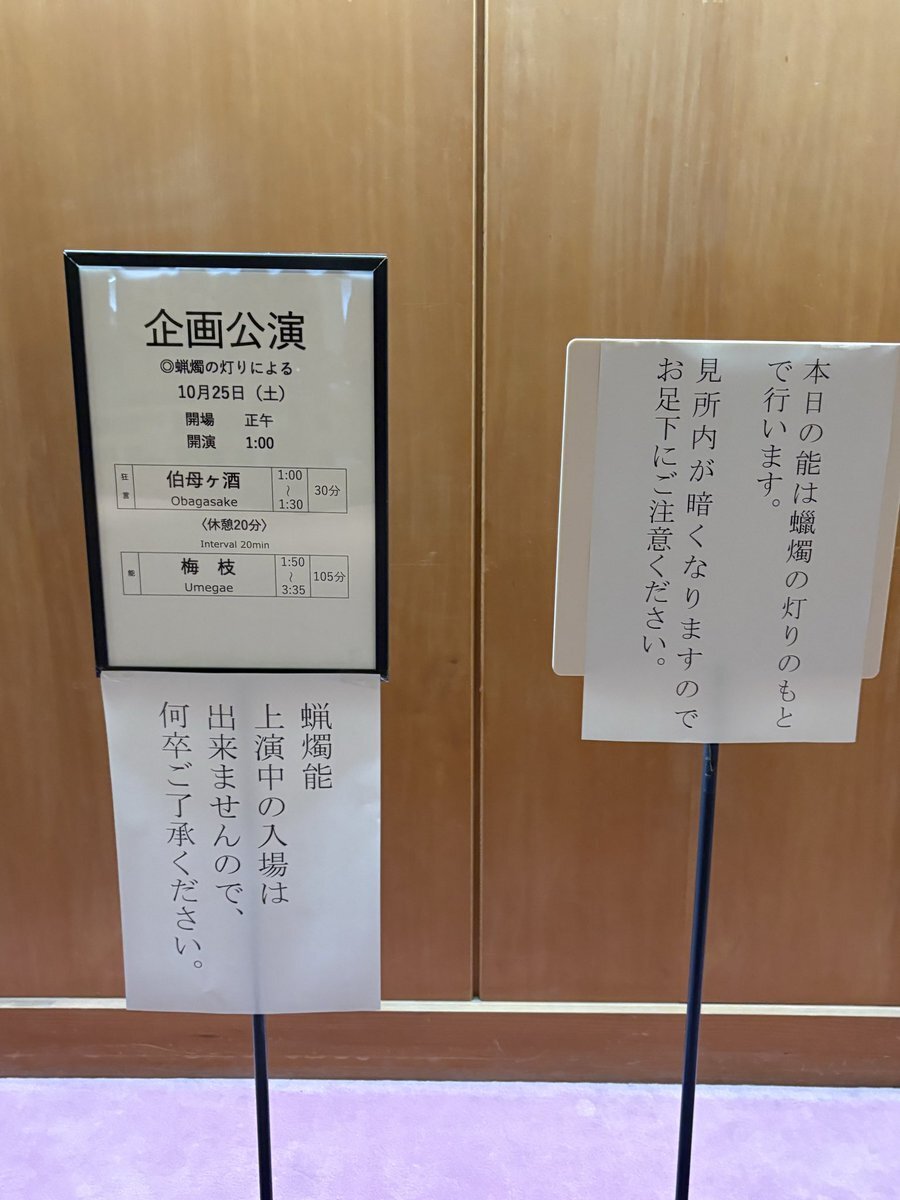 企画公演
◎蝋燭の灯りによる
10月25日（土）
開場　正午
開演　1:00
狂言　伯母ヶ酒　1:00～1:30　30分
Obagasake
〈休憩20分〉
Interval 20min
能　梅　枝　1:50～3:35　105分
Umegae
蝋燭能
上演中の入場は
出来ませんので、
何卒ご了承ください。
本日の能は蠟燭の灯りのもと
で行います。
見所内が暗くなりますので
お足下にご注意ください。